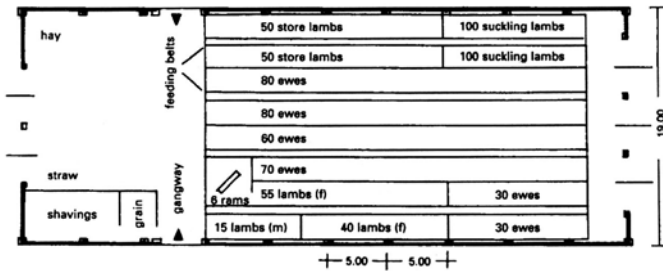 hay
feeding belts
50 store lambs
100 suckling lambs
50 store lambs
100 suckling lambs
80 ewes
80 ewes
60 ewes
19.00
straw
gangway
70 ewes
6 rams
55 lambs (f)
30 ewes
shavings
grain
15 lambs (m)
40 lambs (f)
30 ewes
5.00
5.00